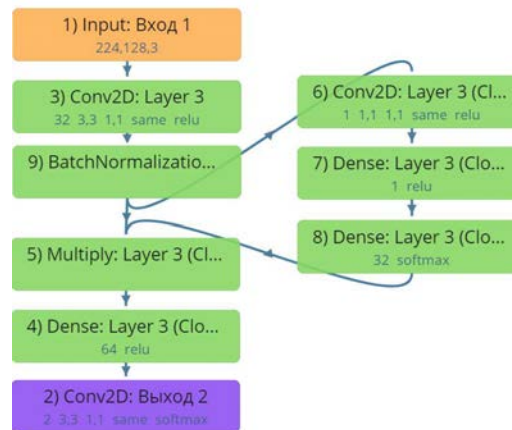 1) Input: Вход 1
224,128,3
3) Conv2D: Layer 3
32 3,3 1,1 same relu
9) BatchNormalizatio...
5) Multiply: Layer 3 (Cl...
4) Dense: Layer 3 (Clo...
64 relu
2) Conv2D: Выход 2
2 3,3 1,1 same softmax
6) Conv2D: Layer 3 (Cl...
1 1,1 1,1 same relu
7) Dense: Layer 3 (Clo...
1 relu
8) Dense: Layer 3 (Clo...
32 softmax